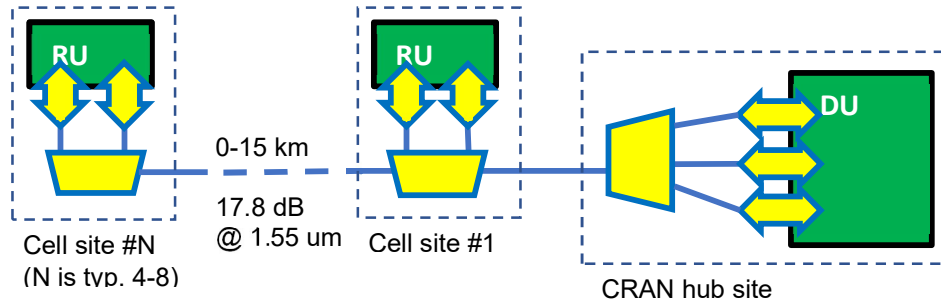 RU
RU
DU
0-15 km
17.8 dB
@ 1.55 um
Cell site #N
(N is typ. 4-8)
Cell site #1
CRAN hub site